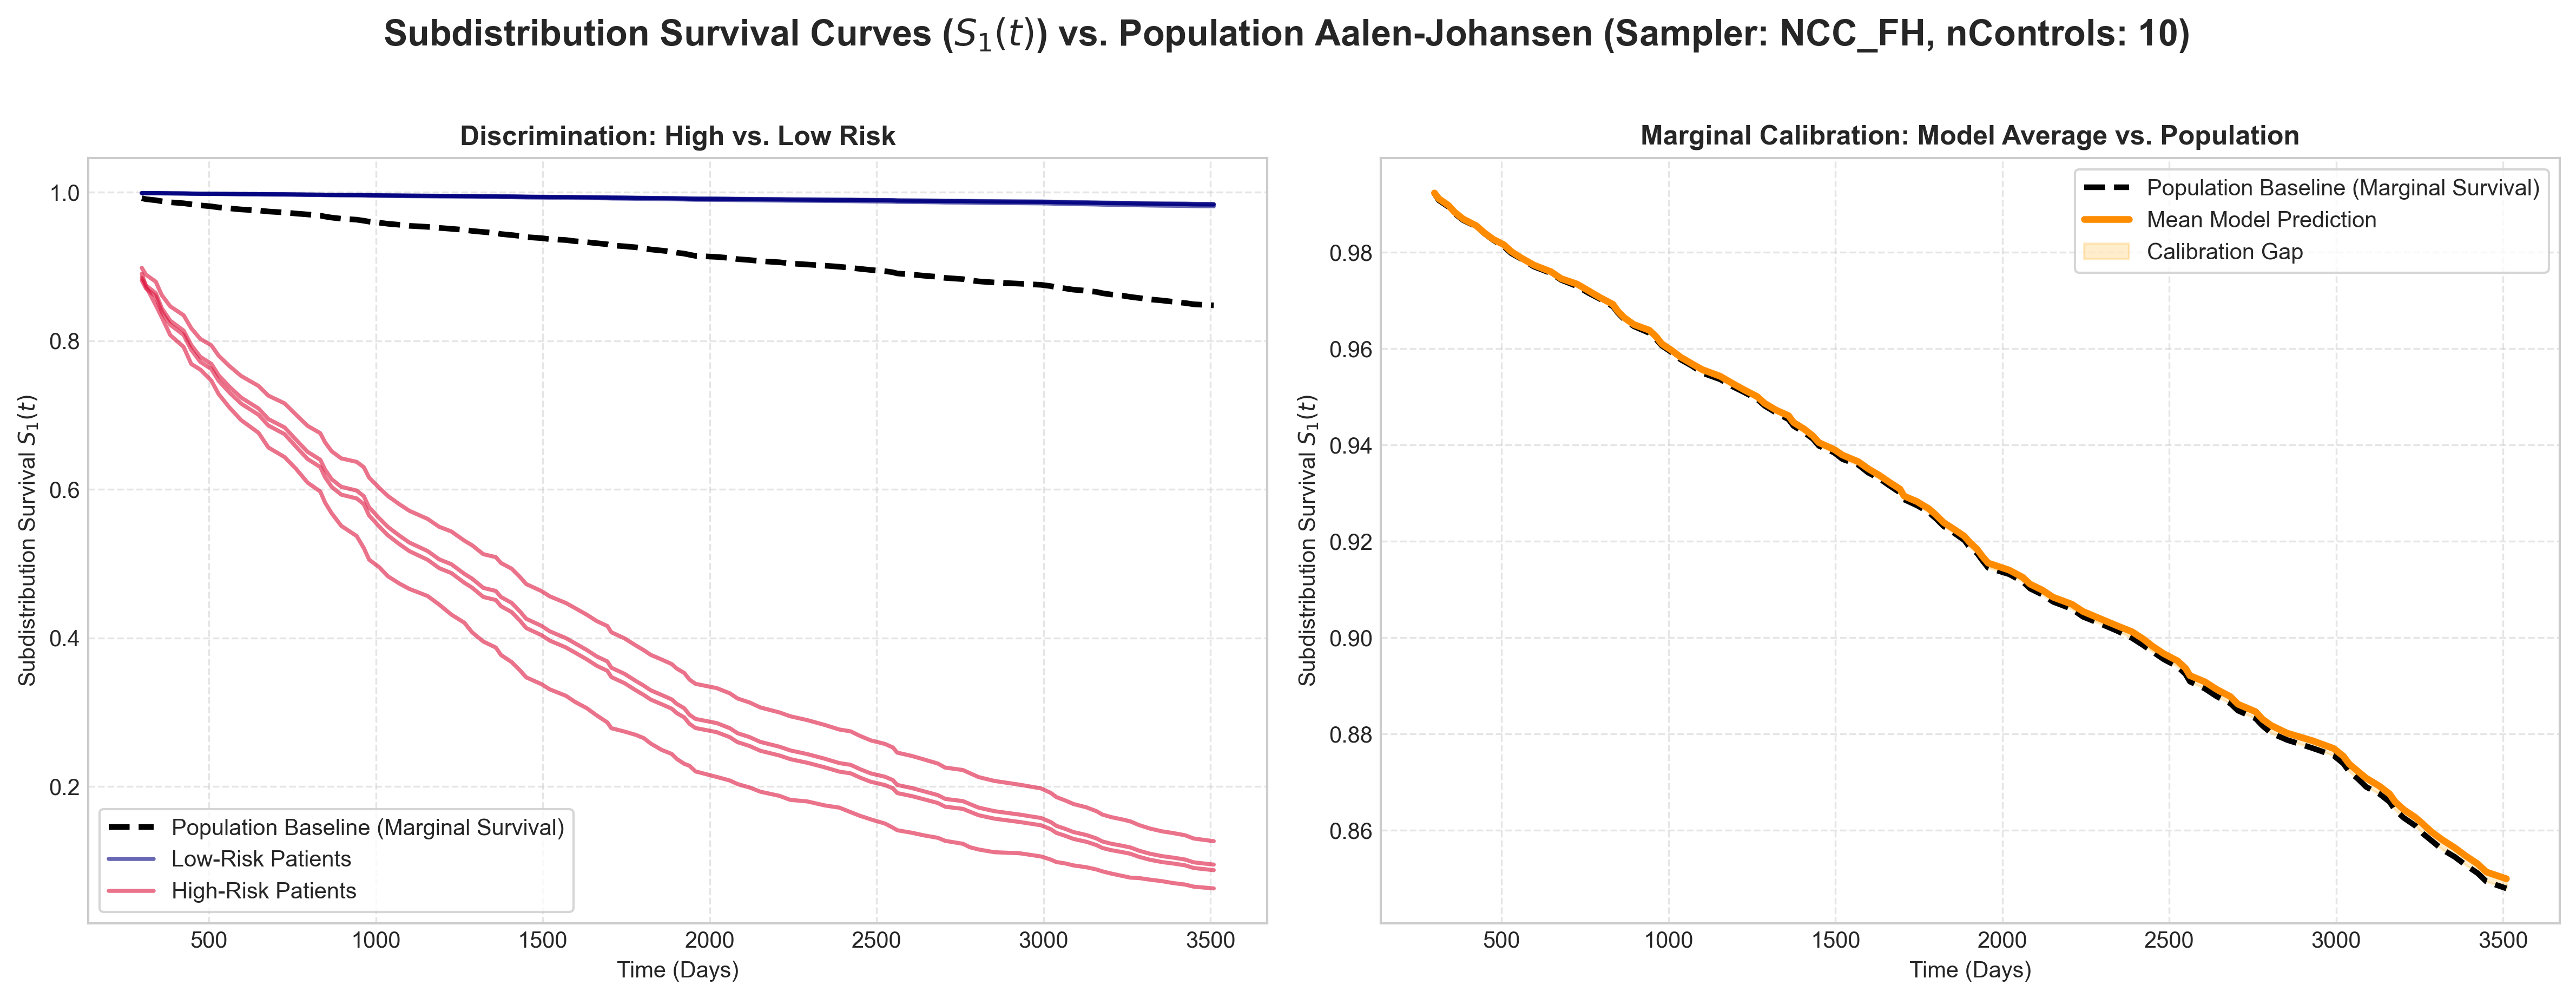 Subdistribution Survival Curves (S₁(t)) vs. Population Aalen-Johansen (Sampler: NCC_FH, nControls: 10)
Discrimination: High vs. Low Risk
Subdistribution Survival S₁(t)
1.0
0.8
0.6
0.4
0.2
Population Baseline (Marginal Survival)
Low-Risk Patients
High-Risk Patients
500 1000 1500 2000 2500 3000 3500
Time (Days)
Marginal Calibration: Model Average vs. Population
Subdistribution Survival S₁(t)
0.98
0.96
0.94
0.92
0.90
0.88
0.86
Population Baseline (Marginal Survival)
Mean Model Prediction
Calibration Gap
500 1000 1500 2000 2500 3000 3500
Time (Days)